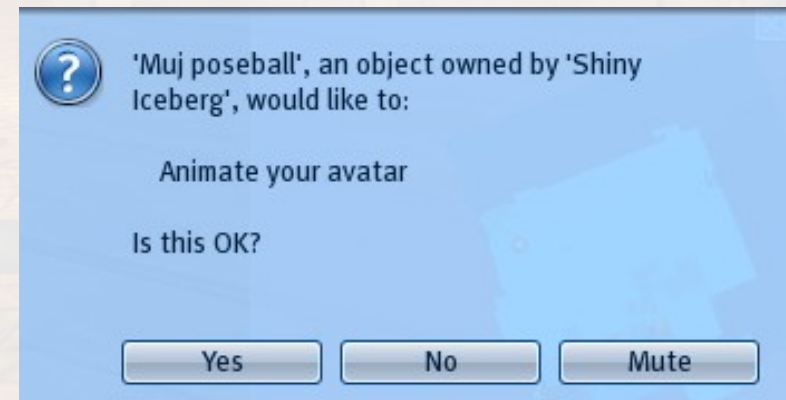 'Muj poseball', an object owned by 'Shiny
Iceberg', would like to:
Animate your avatar
Is this OK?
Yes No Mute